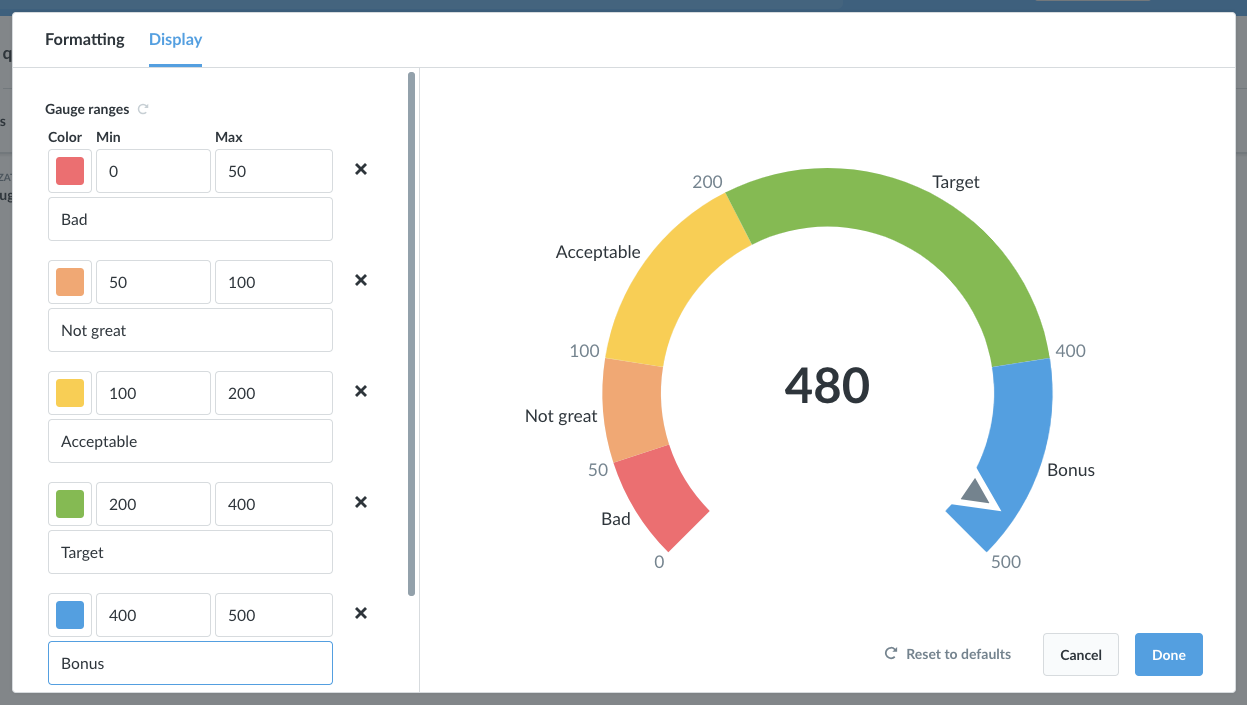 Formatting Display
Gauge ranges
Color Min Max
0 50
Bad
50 100
Not great
100 200
Acceptable
200 400
Target
400 500
Bonus
200 Target
Acceptable
100 400
480
Not great
50 Bonus
Bad
0 500
Reset to defaults Cancel Done